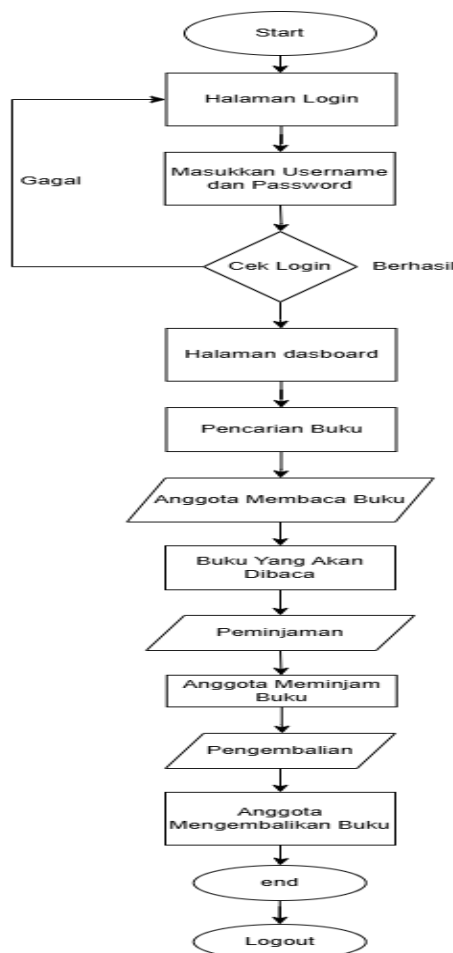 Start
Halaman Login
Masukkan Username
dan Password
Gagal
Cek Login
Berhasil
Halaman dasboard
Pencarian Buku
Anggota Membaca Buku
Buku Yang Akan
Dibaca
Peminjaman
Anggota Meminjam
Buku
Pengembalian
Anggota
Mengembalikan Buku
end
Logout